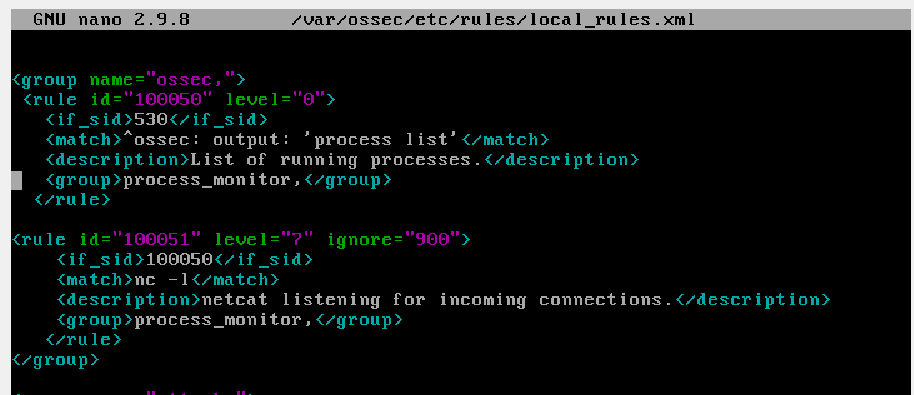 GNU nano 2.9.8 /var/ossec/etc/rules/local_rules.xml
<group name="ossec,">
<rule id="100050" level="0">
<if_sid>530</if_sid>
<match>^ossec: output: 'process list'</match>
<description>List of running processes.</description>
<group>process_monitor,</group>
</rule>
<rule id="100051" level="7" ignore="900">
<if_sid>100050</if_sid>
<match>nc -l</match>
<description>netcat listening for incoming connections.</description>
<group>process_monitor,</group>
</rule>
</group>